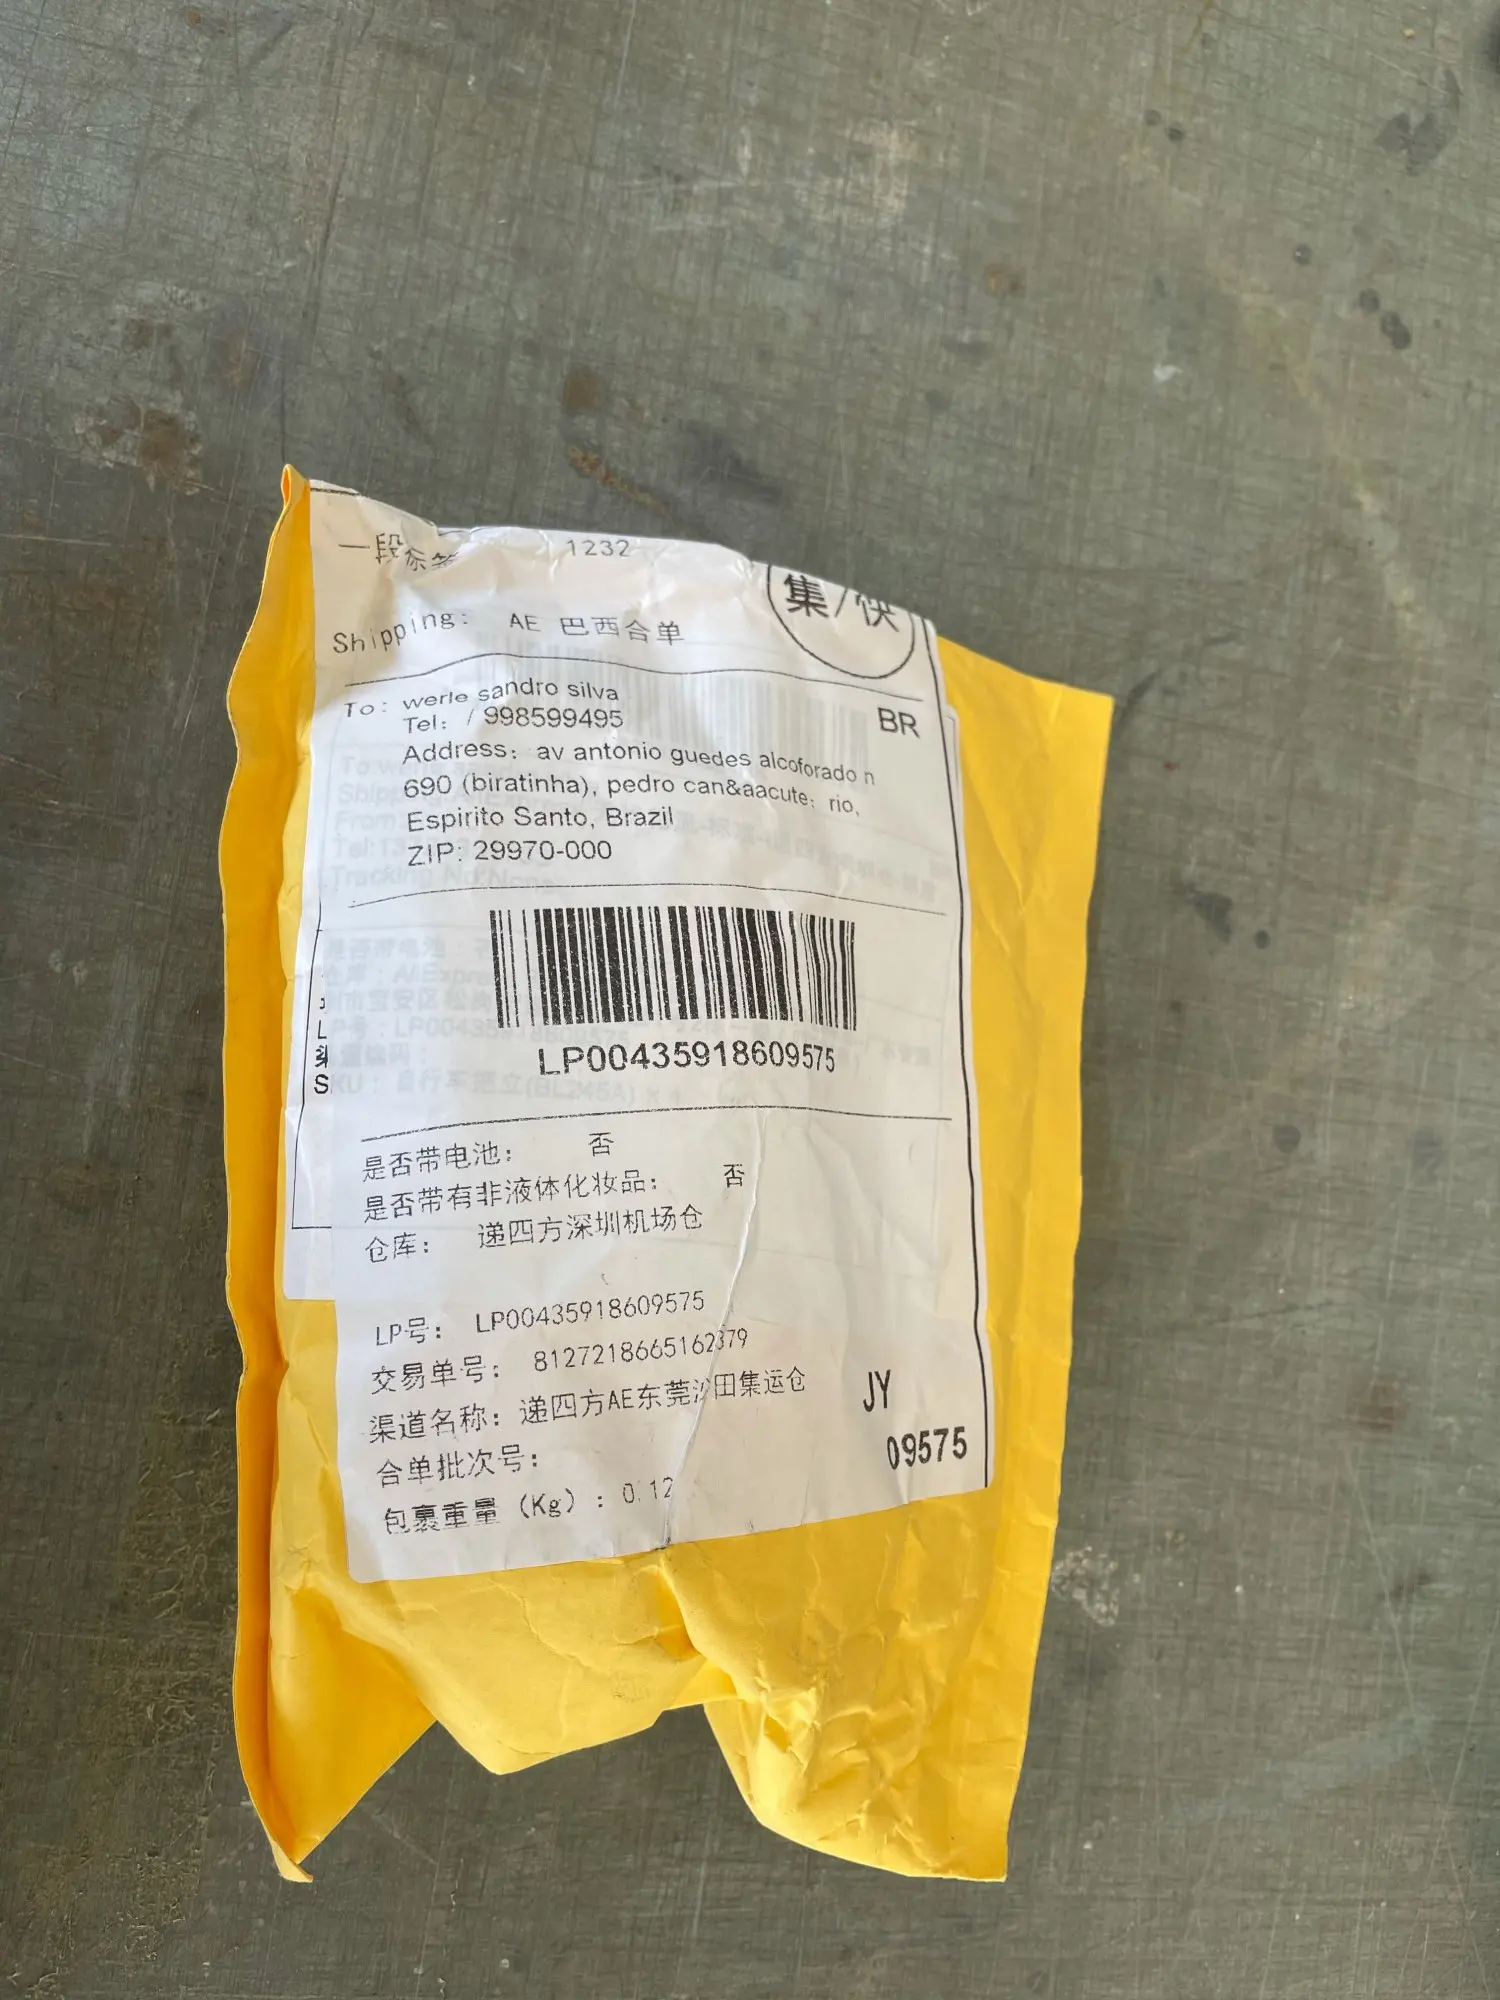 一段标签 1232
集/快
Shipping: AE 巴西合单
To: werle sandro silva
BR
Tel: / 998599495
Address: av antonio guedes alcoforado n
690 (biratinha), pedro can&aacute; rio,
Espirito Santo, Brazil
ZIP: 29970-000
LP00435918609575
是否带电池: 否
是否带有非液体化妆品: 否
仓库: 递四方深圳机场仓
LP号: LP00435918609575
交易单号: 8127218665162379
渠道名称: 递四方AE东莞沙田集运仓
JY
合单批次号:
09575
包裹重量 (Kg) : 0.12